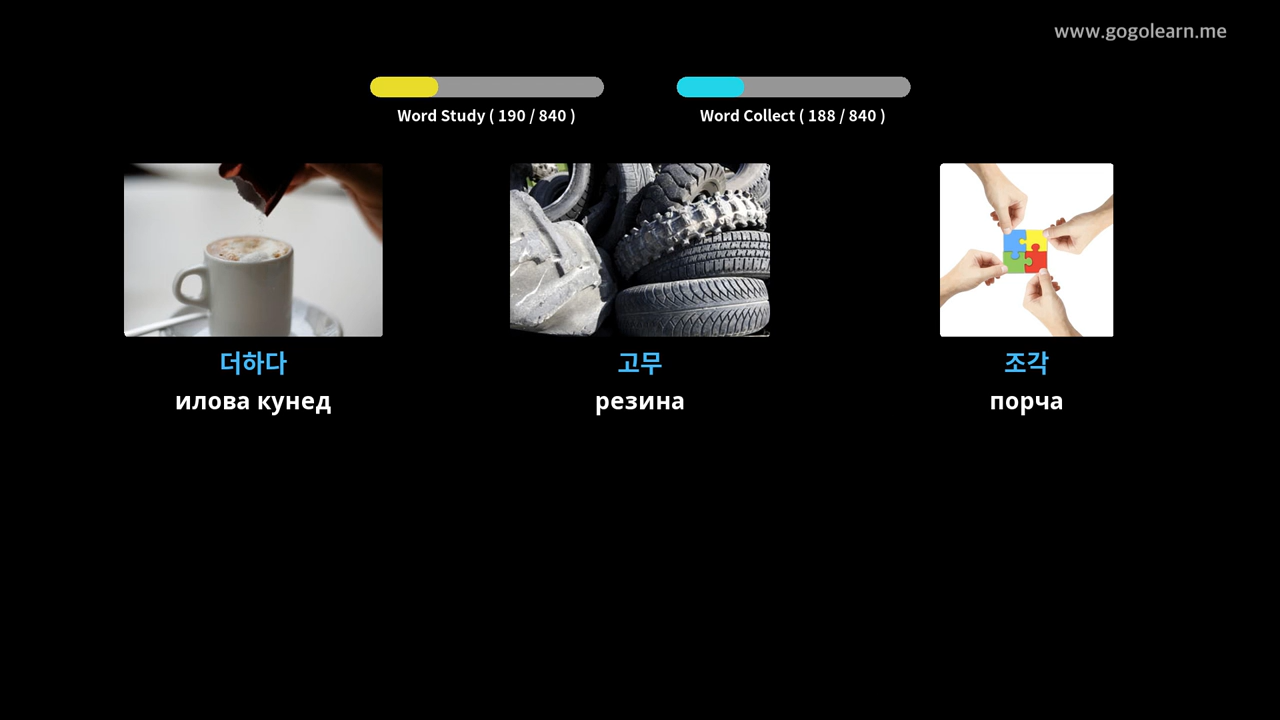 www.gogolearn.me
Word Study ( 190 / 840 )
Word Collect ( 188 / 840 )
더하다
고무
조각
илова кунед
резина
порча